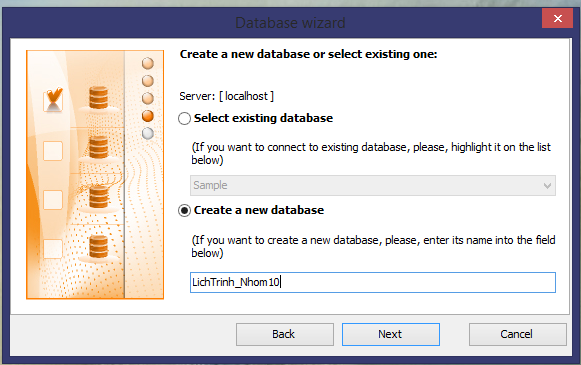 Database wizard
Create a new database or select existing one:
Server: [ localhost ]
Select existing database
(If you want to connect to existing database, please, highlight it on the list
below)
Sample
Create a new database
(If you want to create a new database, please, enter its name into the field
below)
LichTrinh_Nhom10
Back
Next
Cancel